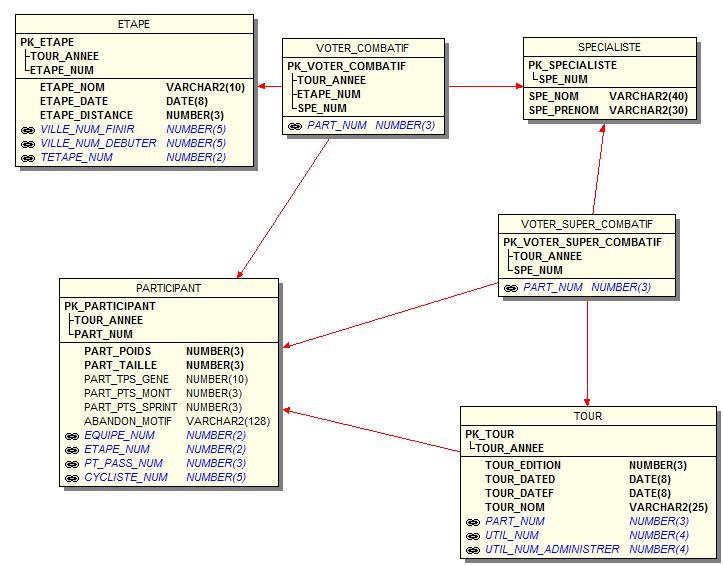 ETAPE
PK_ETAPE
TOUR_ANNEE
ETAPE_NUM
ETAPE_NOM VARCHAR2(10)
ETAPE_DATE DATE(8)
ETAPE_DISTANCE NUMBER(3)
VILLE_NUM_FINIR NUMBER(5)
VILLE_NUM_DEBUTER NUMBER(5)
TETAPE_NUM NUMBER(2)
VOTER_COMBATIF
PK_VOTER_COMBATIF
TOUR_ANNEE
ETAPE_NUM
SPE_NUM
PART_NUM NUMBER(3)
SPECIALISTE
PK_SPECIALISTE
SPE_NUM
SPE_NOM VARCHAR2(40)
SPE_PRENOM VARCHAR2(30)
VOTER_SUPER_COMBATIF
PK_VOTER_SUPER_COMBATIF
TOUR_ANNEE
SPE_NUM
PART_NUM NUMBER(3)
PARTICIPANT
PK_PARTICIPANT
TOUR_ANNEE
PART_NUM
PART_POIDS NUMBER(3)
PART_TAILLE NUMBER(3)
PART_TPS_GENE NUMBER(10)
PART_PTS_MONT NUMBER(3)
PART_PTS_SPRINT NUMBER(3)
ABANDON_MOTIF VARCHAR2(128)
EQUIPE_NUM NUMBER(2)
ETAPE_NUM NUMBER(2)
PT_PASS_NUM NUMBER(3)
CYCLISTE_NUM NUMBER(5)
TOUR
PK_TOUR
TOUR_ANNEE
TOUR_EDITION NUMBER(3)
TOUR_DATED DATE(8)
TOUR_DATEF DATE(8)
TOUR_NOM VARCHAR2(25)
PART_NUM NUMBER(3)
UTIL_NUM NUMBER(4)
UTIL_NUM_ADMINISTRER NUMBER(4)